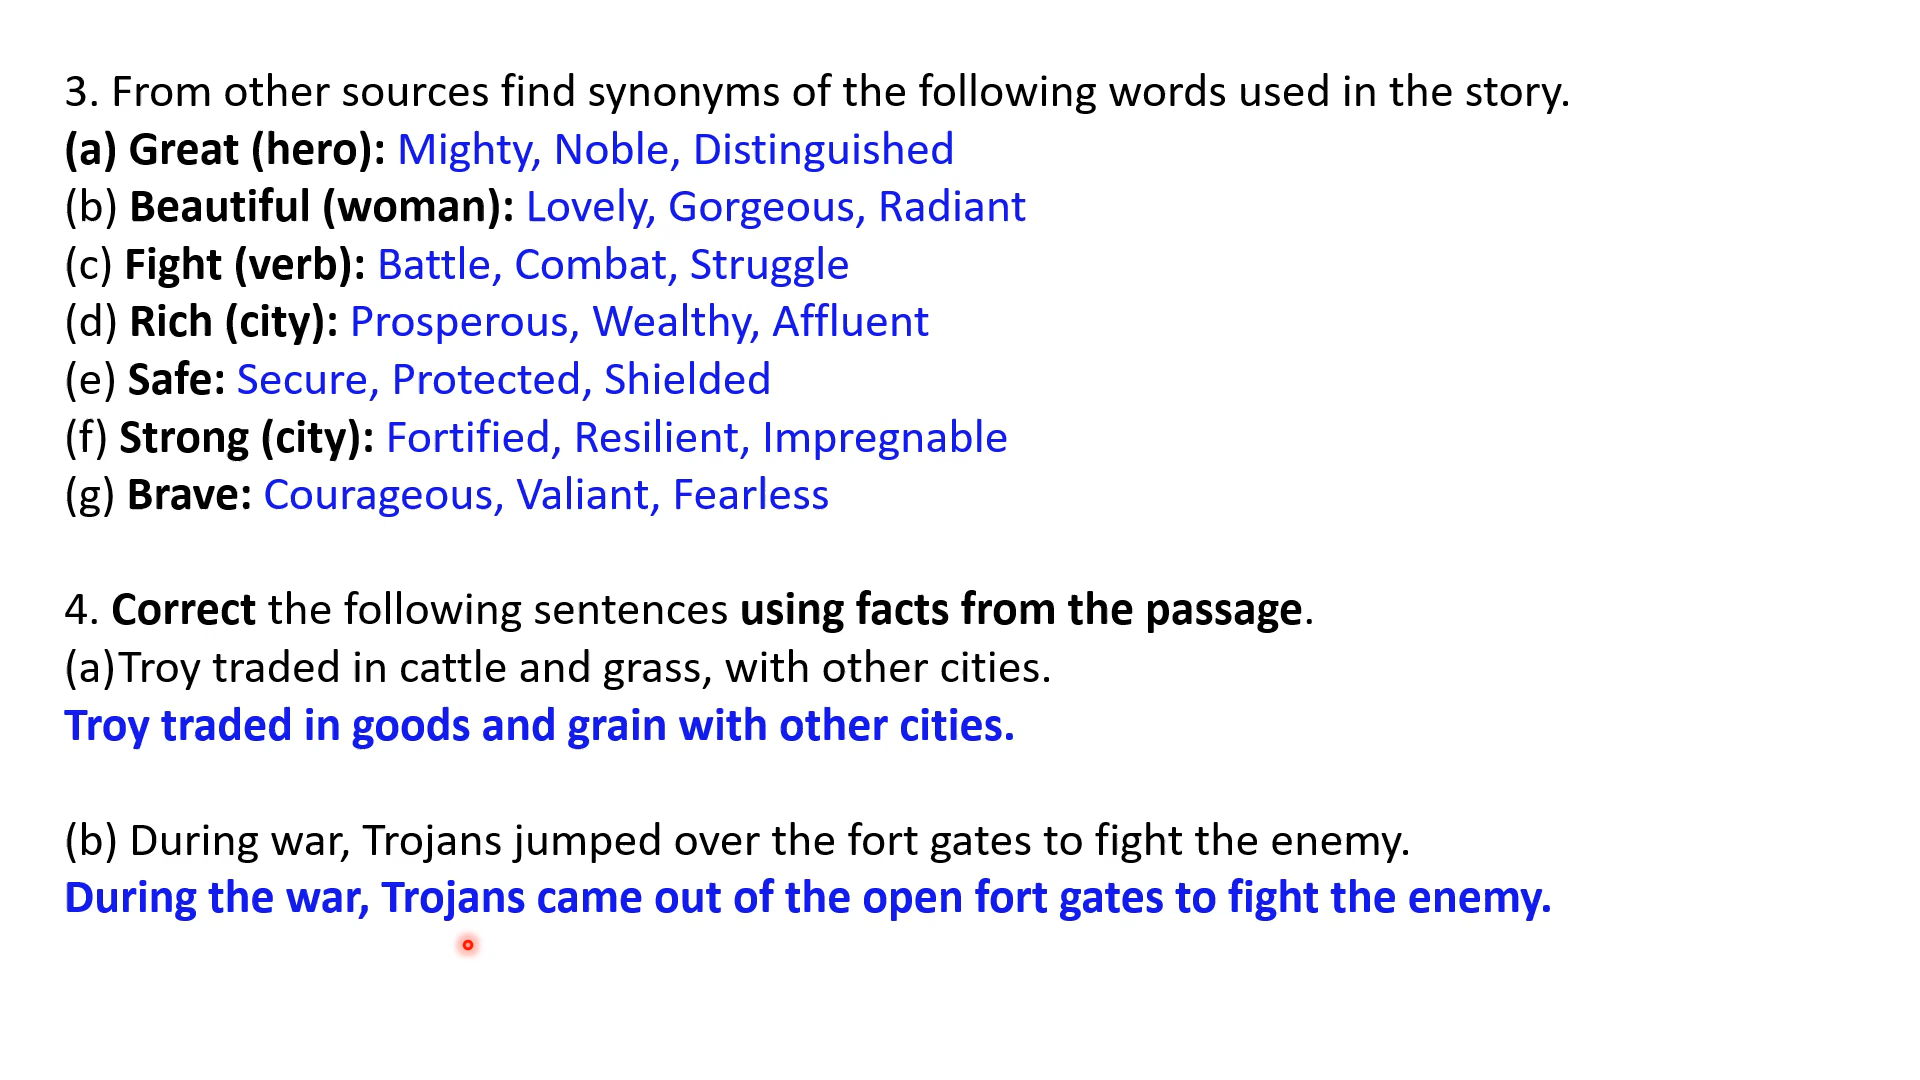 3. From other sources find synonyms of the following words used in the story.
(a) Great (hero): Mighty, Noble, Distinguished
(b) Beautiful (woman): Lovely, Gorgeous, Radiant
(c) Fight (verb): Battle, Combat, Struggle
(d) Rich (city): Prosperous, Wealthy, Affluent
(e) Safe: Secure, Protected, Shielded
(f) Strong (city): Fortified, Resilient, Impregnable
(g) Brave: Courageous, Valiant, Fearless
4. Correct the following sentences using facts from the passage.
(a)Troy traded in cattle and grass, with other cities.
Troy traded in goods and grain with other cities.
(b) During war, Trojans jumped over the fort gates to fight the enemy.
During the war, Trojans came out of the open fort gates to fight the enemy.